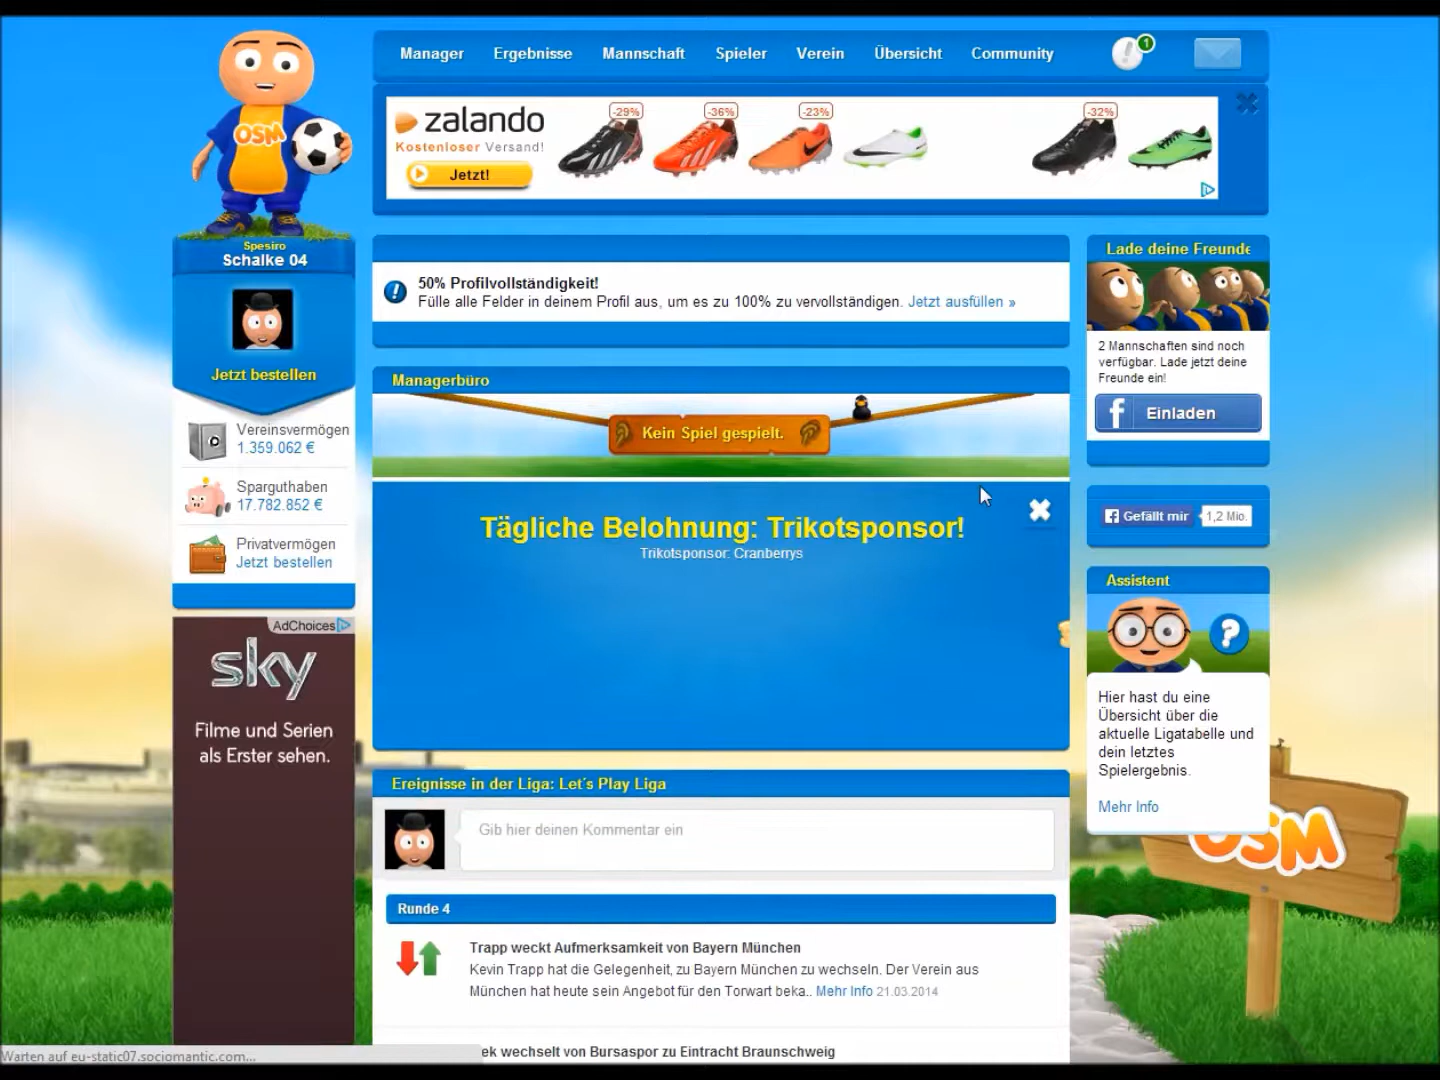 Manager
Ergebnisse
Mannschaft
Spieler
Verein
Übersicht
Community
1
zalando
Kostenloser Versand!
Jetzt!
-29%
-36%
-23%
-32%
OSM
Spesiro
Schalke 04
Jetzt bestellen
Vereinsvermögen
1.359.062 €
Sparguthaben
17.782.852 €
Privatvermögen
Jetzt bestellen
AdChoices
sky
Filme und Serien
als Erster sehen.
50% Profilvollständigkeit!
Fülle alle Felder in deinem Profil aus, um es zu 100% zu vervollständigen. Jetzt ausfüllen »
Managerbüro
Kein Spiel gespielt.
Tägliche Belohnung: Trikotsponsor!
Trikotsponsor: Cranberrys
Ereignisse in der Liga: Let's Play Liga
Gib hier deinen Kommentar ein
Runde 4
Trapp weckt Aufmerksamkeit von Bayern München
Kevin Trapp hat die Gelegenheit, zu Bayern München zu wechseln. Der Verein aus
München hat heute sein Angebot für den Torwart beka.. Mehr Info 21.03.2014
ek wechselt von Bursaspor zu Eintracht Braunschweig
Lade deine Freunde
2 Mannschaften sind noch
verfügbar. Lade jetzt deine
Freunde ein!
f Einladen
Gefällt mir
1,2 Mio.
Assistent
?
Hier hast du eine
Übersicht über die
aktuelle Ligatabelle und
dein letztes
Spielergebnis.
Mehr Info
OSM
Warten auf eu-static07.sociomantic.com...